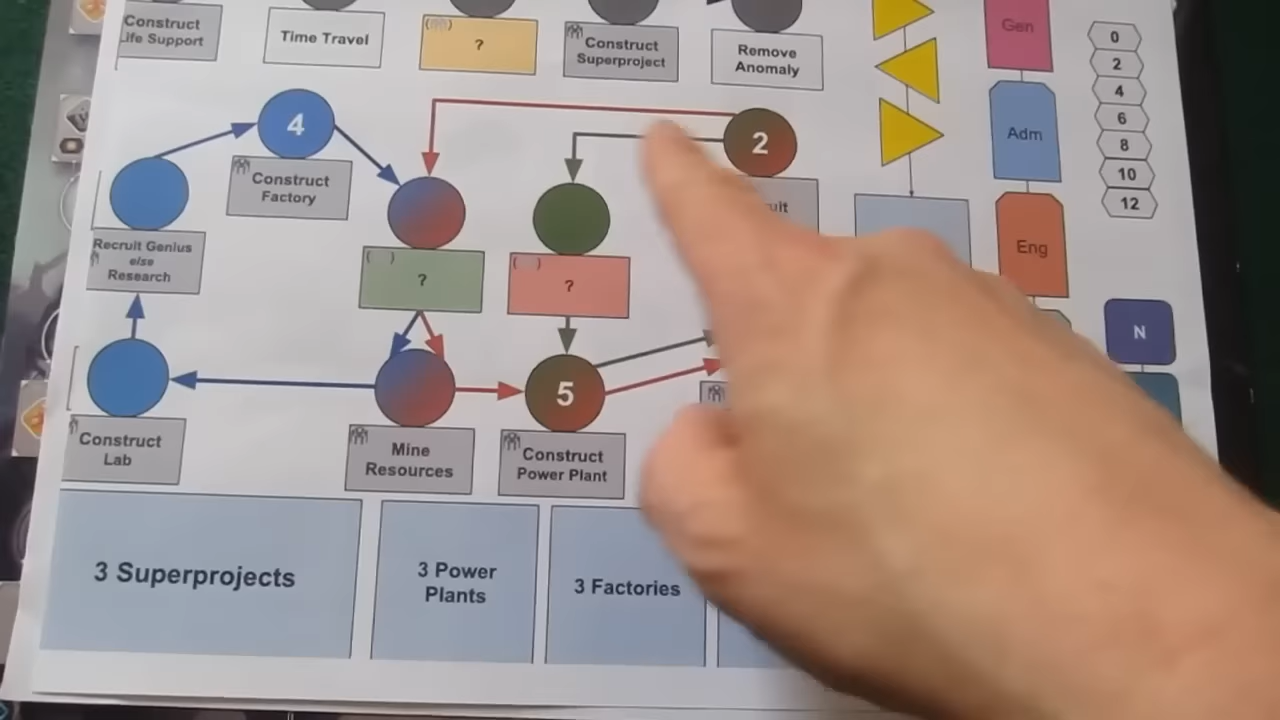 Construct
Life Support
Time Travel
?
Construct
Superproject
Remove
Anomaly
Gen
0
2
4
6
8
10
12
4
Construct
Factory
2
Adm
Recruit Genius
else
Research
?
?
Eng
N
5
Construct
Lab
Mine
Resources
Construct
Power Plant
3 Superprojects
3 Power
Plants
3 Factories